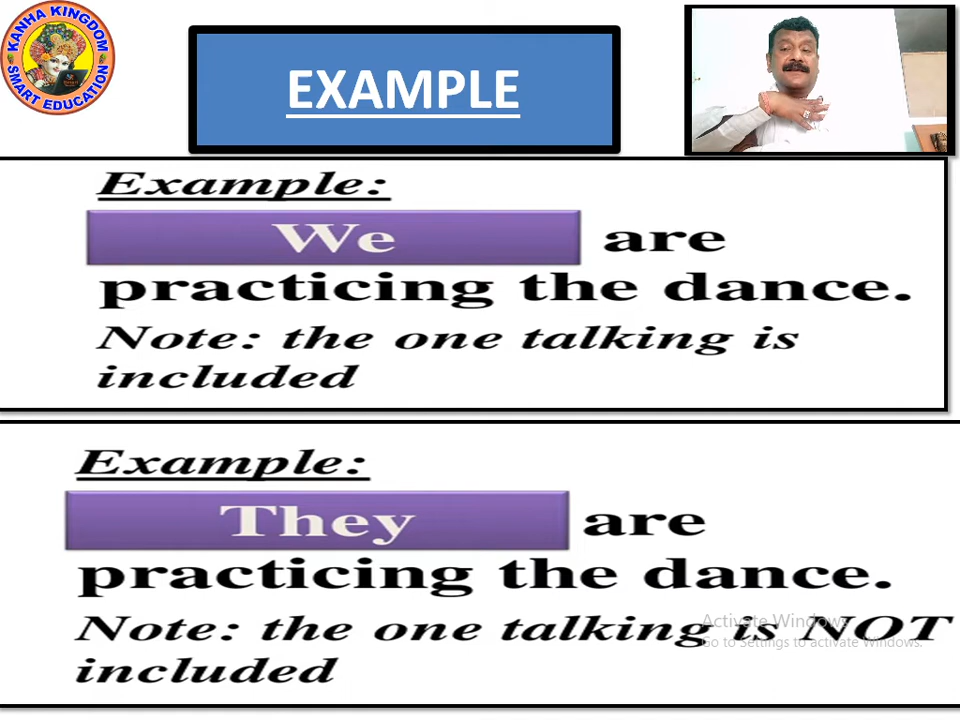 KANHA KINGDOM
SMART EDUCATION
EXAMPLE
Example:
We are
practicing the dance.
Note: the one talking is
included
Example:
They are
practicing the dance.
Note: the one talking is NOT
included
Activate Windows
Go to Settings to activate Windows.